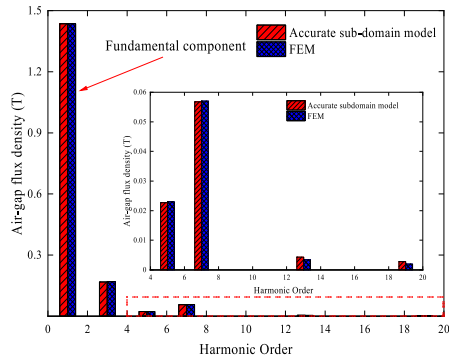 1.5
1.2
0.9
0.6
0.3
Air-gap flux density (T)
Accurate sub-domain model
FEM
Fundamental component
0.06
0.05
0.04
0.03
0.02
0.01
0
Air-gap flux density (T)
Accurate subdomain model
FEM
4 6 8 10 12 14 16 18 20
Harmonic Order
0 2 4 6 8 10 12 14 16 18 20
Harmonic Order